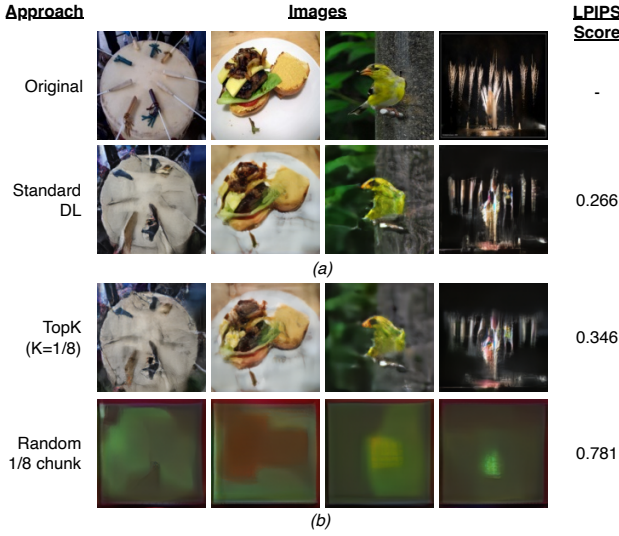 Approach Images LPIPS
Score
Original -
Standard
DL 0.266
(a)
TopK
(K=1/8) 0.346
Random
1/8 chunk 0.781
(b)